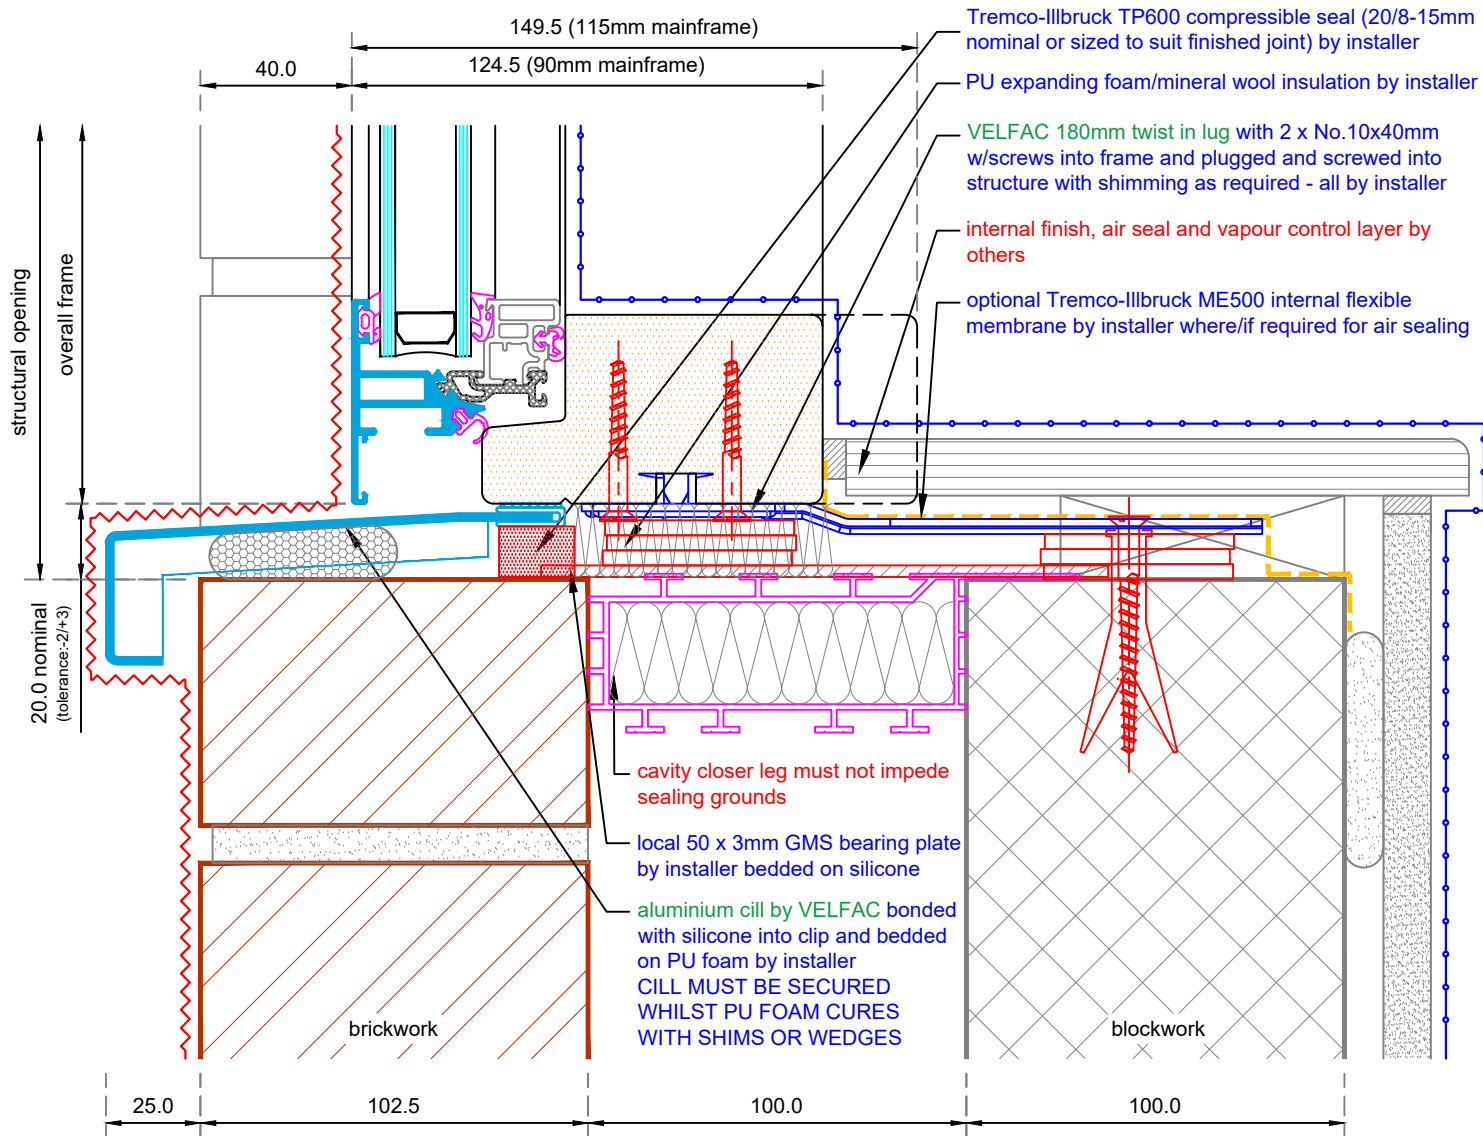 149.5 (115mm mainframe)
40.0
124.5 (90mm mainframe)
Tremco-Illbruck TP600 compressible seal (20/8-15mm
nominal or sized to suit finished joint) by installer
PU expanding foam/mineral wool insulation by installer
VELFAC 180mm twist in lug with 2 x No.10x40mm
w/screws into frame and plugged and screwed into
structure with shimming as required - all by installer
internal finish, air seal and vapour control layer by
others
optional Tremco-Illbruck ME500 internal flexible
membrane by installer where/if required for air sealing
structural opening
overall frame
20.0 nominal
(tolerance:-2/+3)
cavity closer leg must not impede
sealing grounds
local 50 x 3mm GMS bearing plate
by installer bedded on silicone
aluminium cill by VELFAC bonded
with silicone into clip and bedded
on PU foam by installer
CILL MUST BE SECURED
WHILST PU FOAM CURES
WITH SHIMS OR WEDGES
brickwork
blockwork
25.0
102.5
100.0
100.0